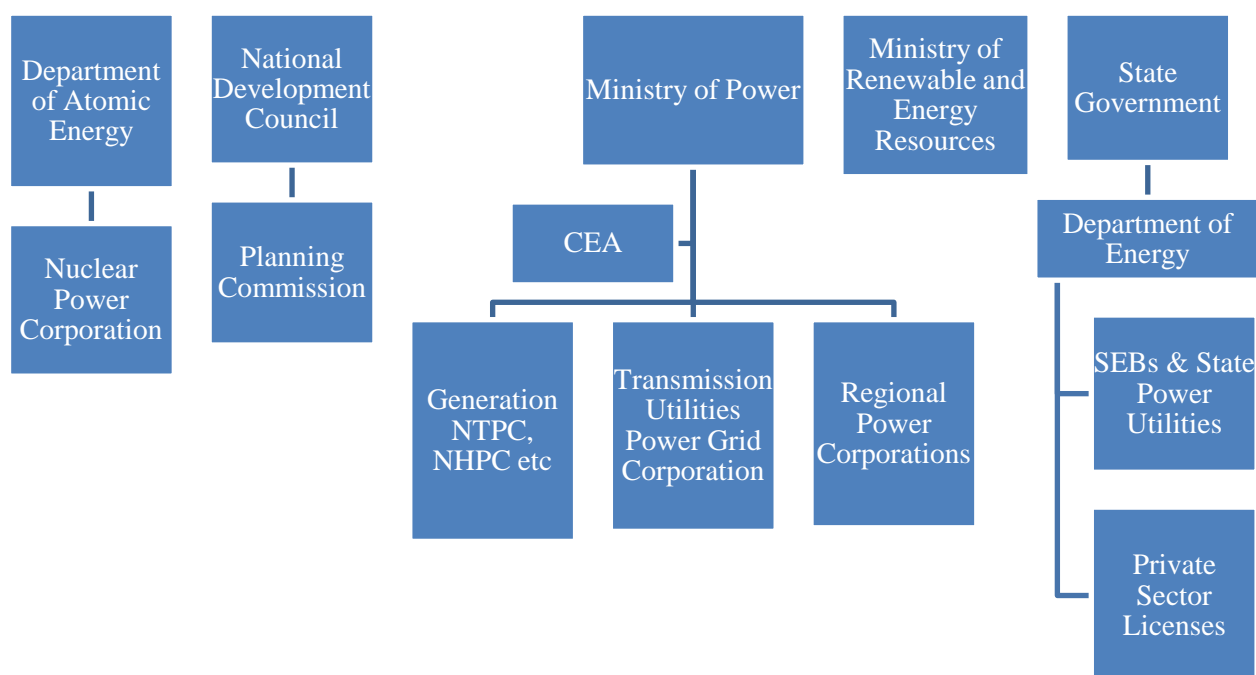 Department
of Atomic
Energy
National
Development
Council
Ministry of Power
Ministry of
Renewable and
Energy
Resources
State
Government
Nuclear
Power
Corporation
Planning
Commission
CEA
Department of
Energy
Generation
NTPC,
NHPC etc
Transmission
Utilities
Power Grid
Corporation
Regional
Power
Corporations
SEBs & State
Power
Utilities
Private
Sector
Licenses